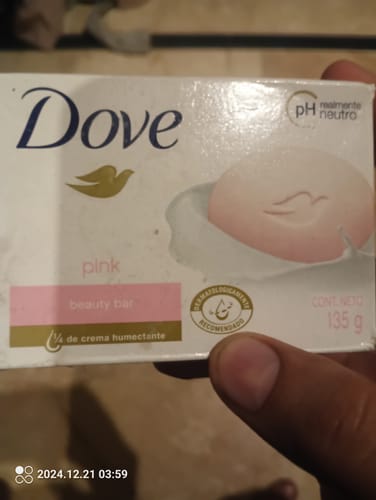 Dove
pH realmente
neutro
pink
beauty bar
¼ de crema humectante
DERMATOLÓGICAMENTE
RECOMENDADO
CONT. NETO
135 g
2024.12.21 03:59